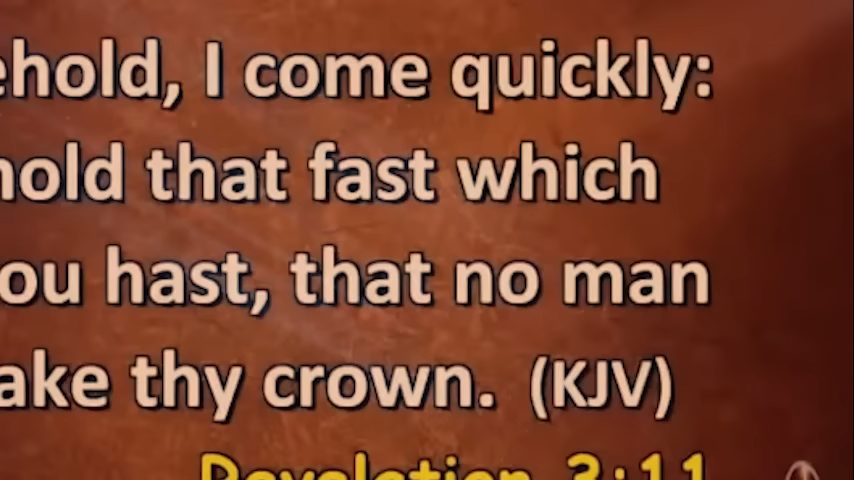 ehold, I come quickly:
hold that fast which
ou hast, that no man
ake thy crown. (KJV)
Revelation 3:11